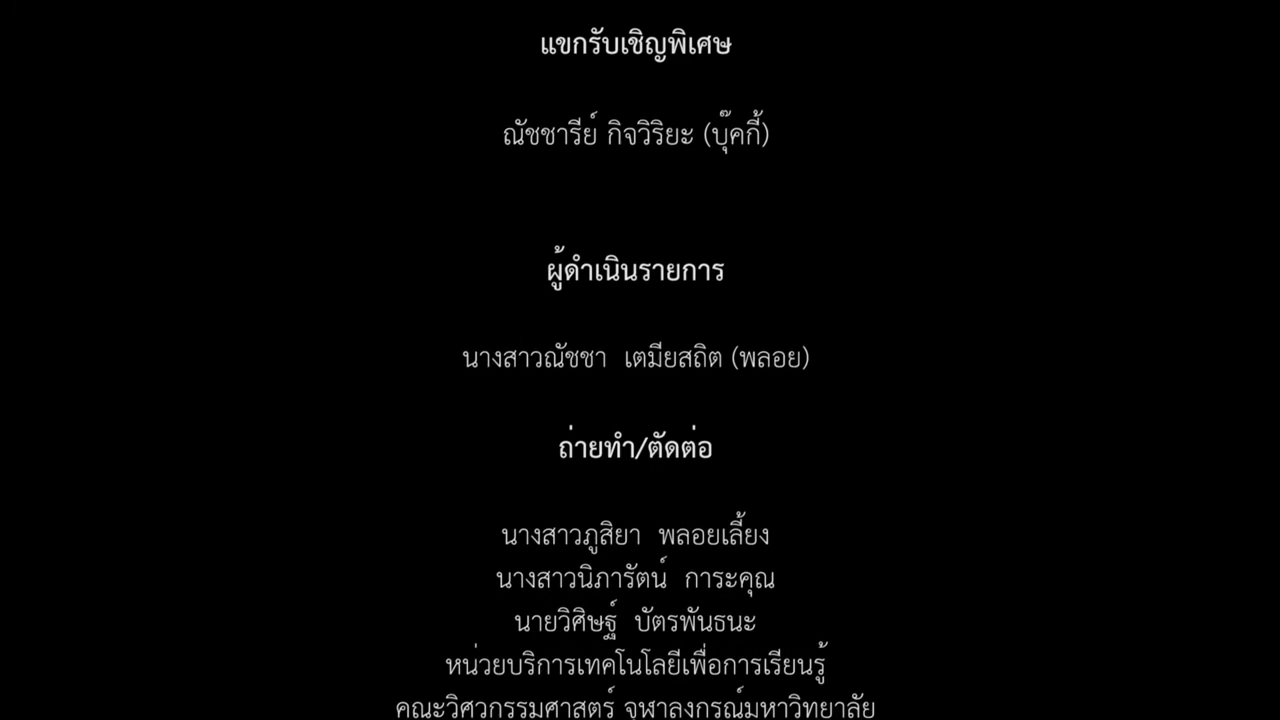 แขกรับเชิญพิเศษ
ณัชชารีย์ กิจวิริยะ (บุ๊คกี้)
ผู้ดำเนินรายการ
นางสาวณัชชา เตมียสถิต (พลอย)
ถ่ายทำ/ตัดต่อ
นางสาวภูสิยา พลอยเลี้ยง
นางสาวนิภารัตน์ การะคุณ
นายวิศิษฐ์ บัตรพันธนะ
หน่วยบริการเทคโนโลยีเพื่อการเรียนรู้
คณะวิศวกรรมศาสตร์ จุฬาลงกรณ์มหาวิทยาลัย